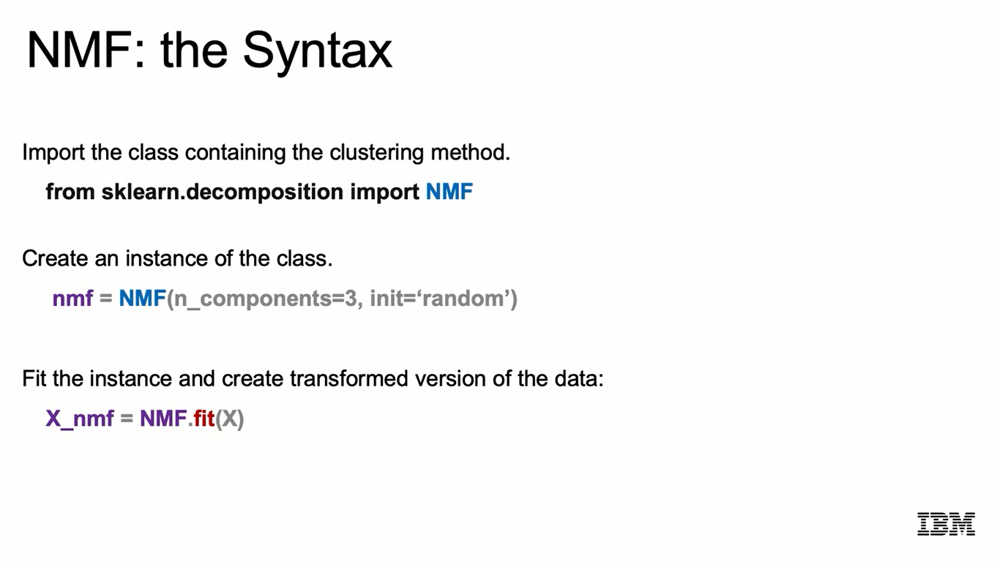 NMF: the Syntax
Import the class containing the clustering method.
from sklearn.decomposition import NMF
Create an instance of the class.
nmf = NMF(n_components=3, init=‘random’)
Fit the instance and create transformed version of the data:
X_nmf = NMF.fit(X)
IBM